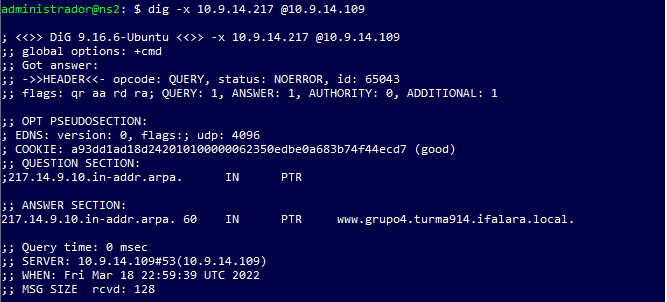 administrador@ns2:~$ dig -x 10.9.14.217 @10.9.14.109
; <<>> DiG 9.16.6-Ubuntu <<>> -x 10.9.14.217 @10.9.14.109
;; global options: +cmd
;; Got answer:
;; ->>HEADER<<- opcode: QUERY, status: NOERROR, id: 65043
;; flags: qr aa rd ra; QUERY: 1, ANSWER: 1, AUTHORITY: 0, ADDITIONAL: 1
;; OPT PSEUDOSECTION:
; EDNS: version: 0, flags:; udp: 4096
; COOKIE: a93dd1ad18d242010100000062350edbe0a683b74f44ecd7 (good)
;; QUESTION SECTION:
;217.14.9.10.in-addr.arpa. IN PTR
;; ANSWER SECTION:
217.14.9.10.in-addr.arpa. 60 IN PTR www.grupo4.turma914.ifalara.local.
;; Query time: 0 msec
;; SERVER: 10.9.14.109#53(10.9.14.109)
;; WHEN: Fri Mar 18 22:59:39 UTC 2022
;; MSG SIZE rcvd: 128